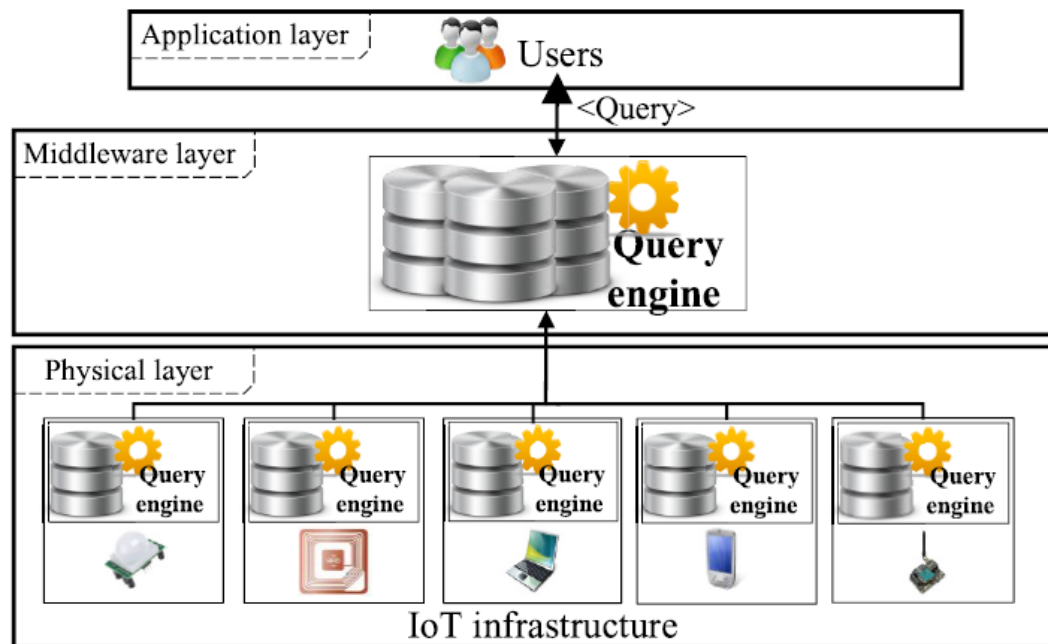 Application layer
Users
<Query>
Middleware layer
Query
engine
Physical layer
Query
engine
Query
engine
Query
engine
Query
engine
Query
engine
IoT infrastructure